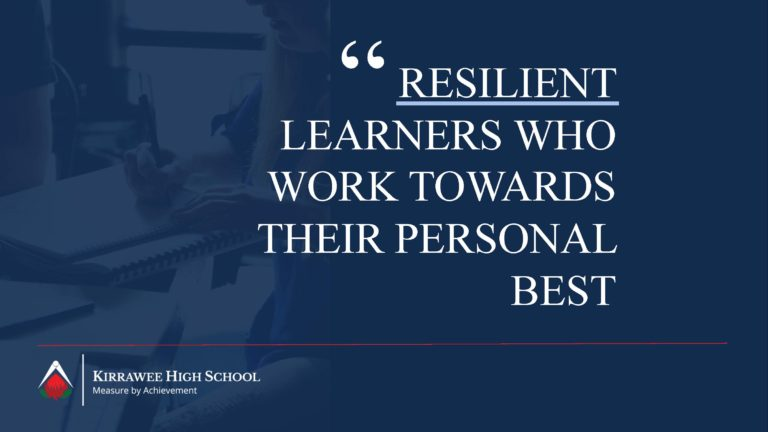 “ RESILIENT
LEARNERS WHO
WORK TOWARDS
THEIR PERSONAL
BEST
KIRRAWEE HIGH SCHOOL
Measure by Achievement